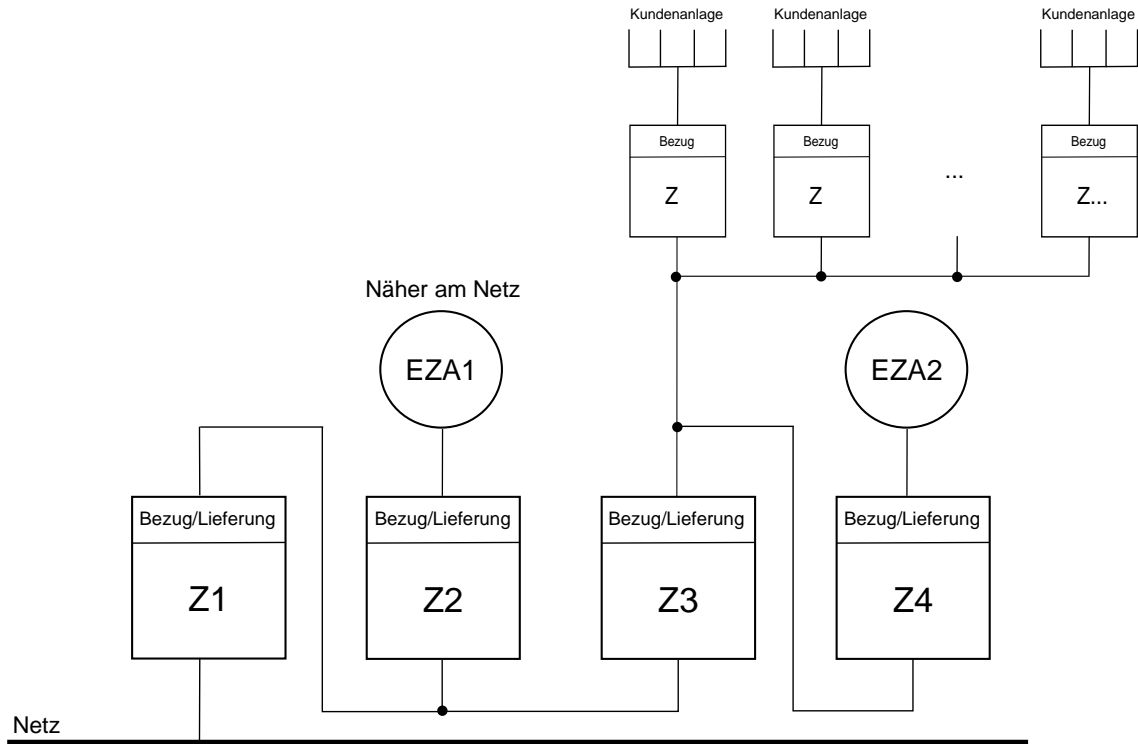 Kundenanlage Kundenanlage Kundenanlage
Bezug Bezug Bezug
Z Z ... Z...
Näher am Netz
EZA1 EZA2
Bezug/Lieferung Bezug/Lieferung Bezug/Lieferung Bezug/Lieferung
Z1 Z2 Z3 Z4
Netz